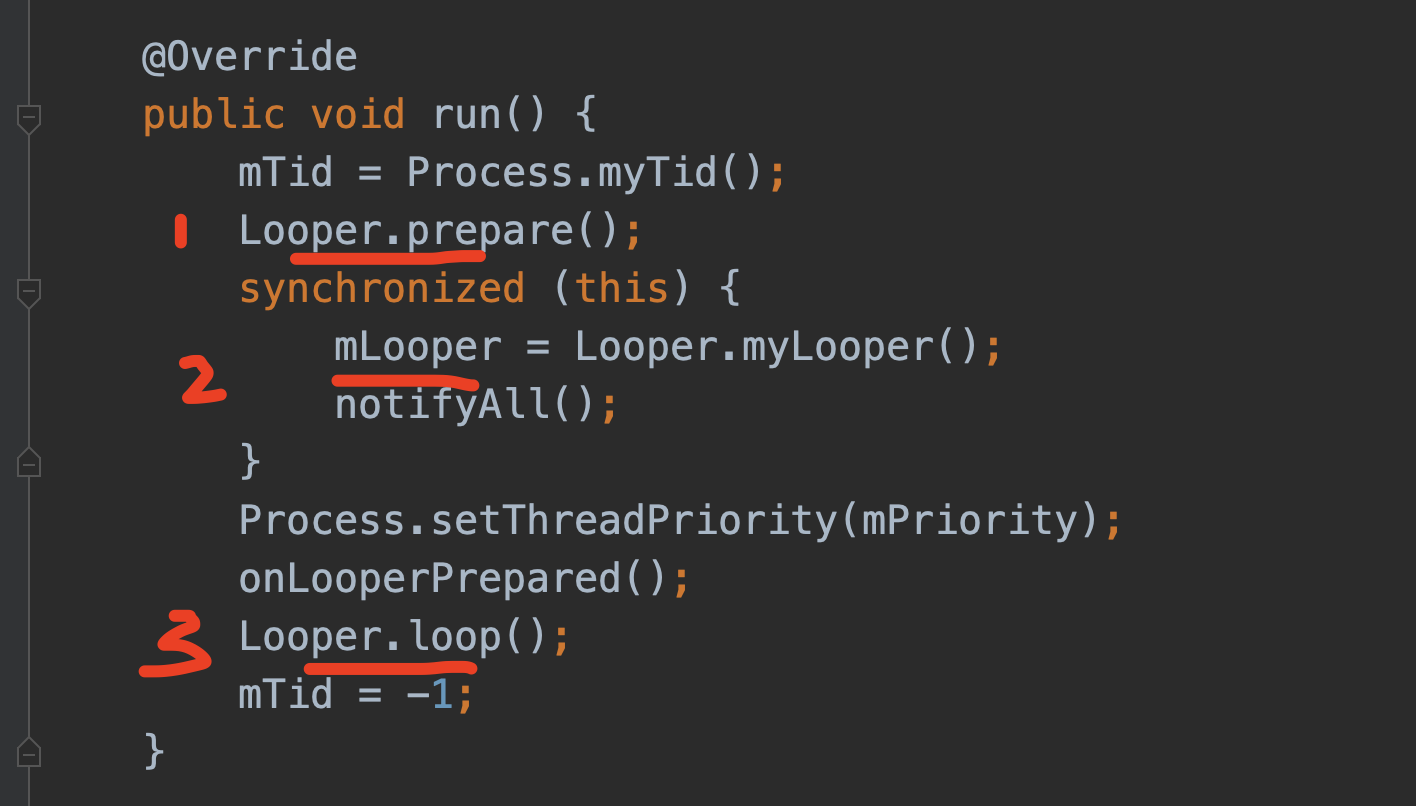 @Override
public void run() {
mTid = Process.myTid();
1 Looper.prepare();
synchronized (this) {
mLooper = Looper.myLooper();
2
notifyAll();
}
Process.setThreadPriority(mPriority);
onLooperPrepared();
3 Looper.loop();
mTid = -1;
}